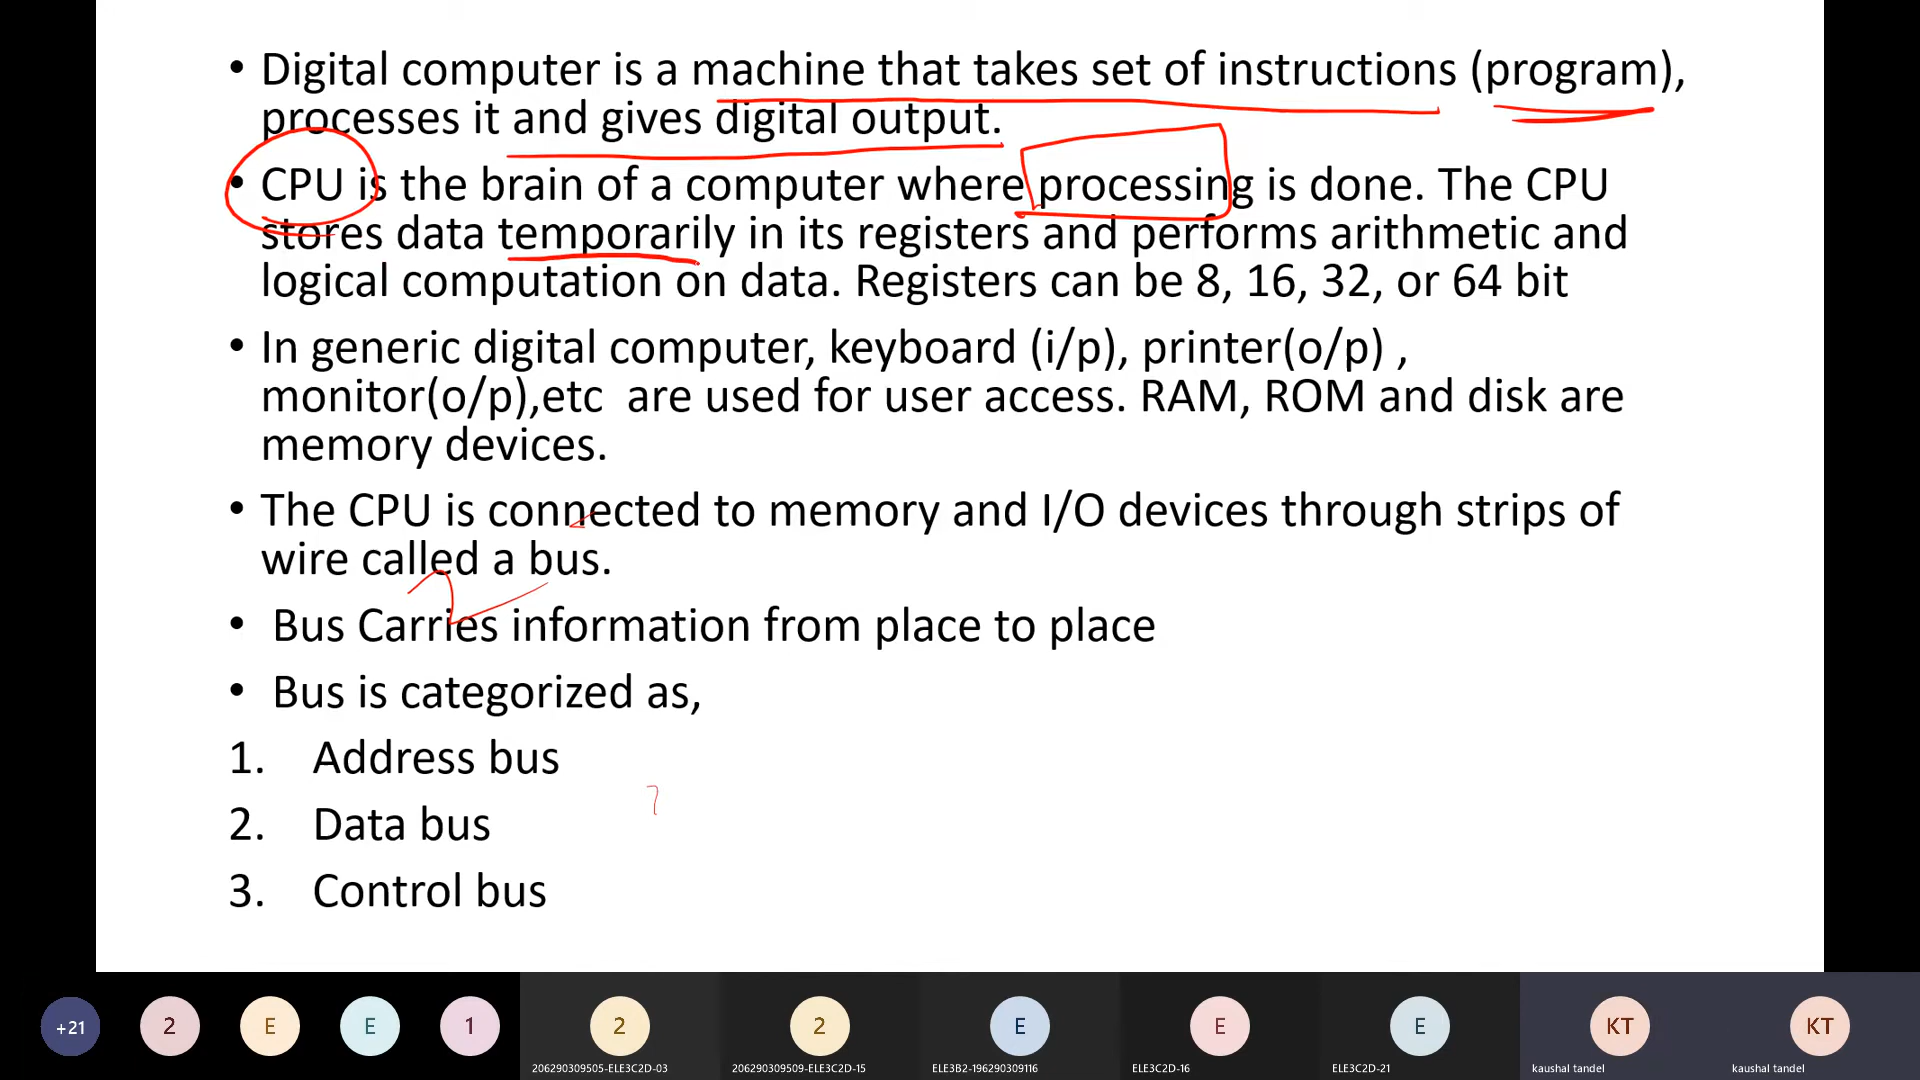 • Digital computer is a machine that takes set of instructions (program),
processes it and gives digital output.
• CPU is the brain of a computer where processing is done. The CPU
stores data temporarily in its registers and performs arithmetic and
logical computation on data. Registers can be 8, 16, 32, or 64 bit
• In generic digital computer, keyboard (i/p), printer(o/p) ,
monitor(o/p),etc are used for user access. RAM, ROM and disk are
memory devices.
• The CPU is connected to memory and I/O devices through strips of
wire called a bus.
• Bus Carries information from place to place
• Bus is categorized as,
1. Address bus
2. Data bus
3. Control bus
+21 2 E E 1 2 2 E E E KT KT
206290309505-ELE3C2D-03 206290309509-ELE3C2D-15 ELE3B2-196290309116 ELE3C2D-16 ELE3C2D-21 kaushal tandel kaushal tandel